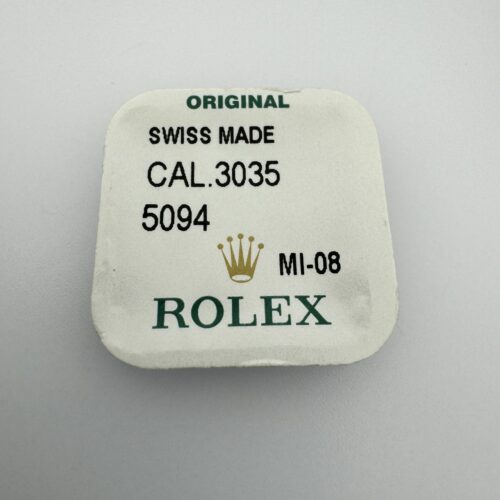 ORIGINAL
SWISS MADE
CAL.3035
5094
MI-08
ROLEX